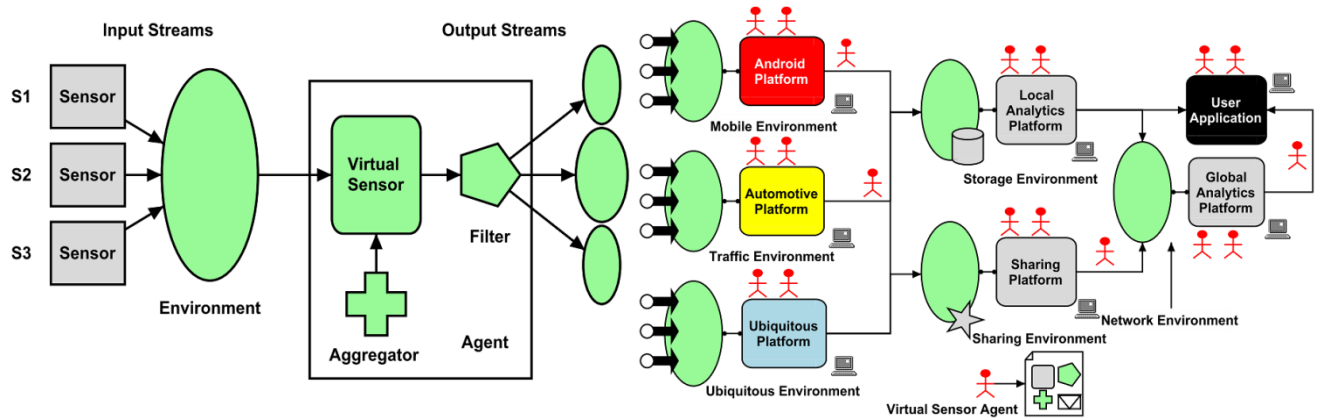 Input Streams
Output Streams
S1
Sensor
S2
Sensor
S3
Sensor
Environment
Virtual
Sensor
Filter
Aggregator
Agent
Android
Platform
Mobile Environment
Automotive
Platform
Traffic Environment
Ubiquitous
Platform
Ubiquitous Environment
Local
Analytics
Platform
Storage Environment
User
Application
Global
Analytics
Platform
Sharing
Platform
Sharing Environment
Network Environment
Virtual Sensor Agent